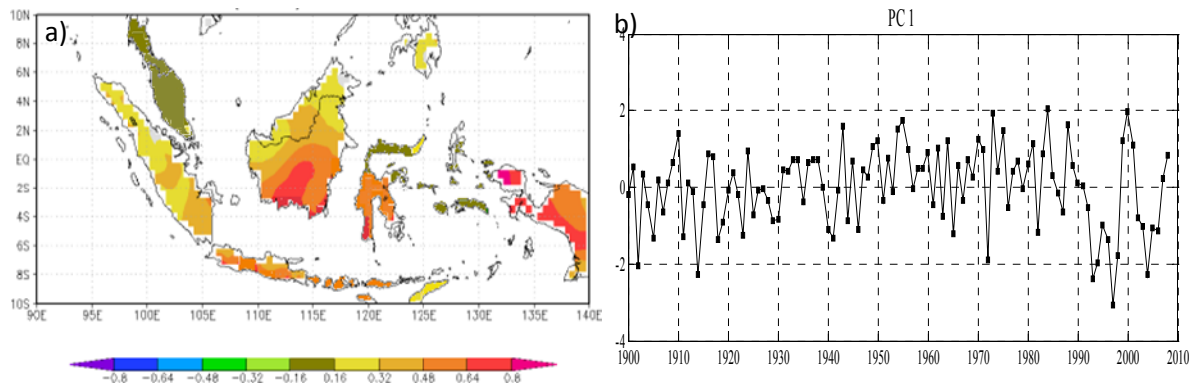 a)
10N
8N
6N
4N
2N
EQ
2S
4S
6S
8S
10S
90E 95E 100E 105E 110E 115E 120E 125E 130E 135E 140E
-0.8 -0.64 -0.48 -0.32 -0.16 0.16 0.32 0.48 0.64 0.8
b)
PC 1
4
2
0
-2
-4
1900 1910 1920 1930 1940 1950 1960 1970 1980 1990 2000 2010